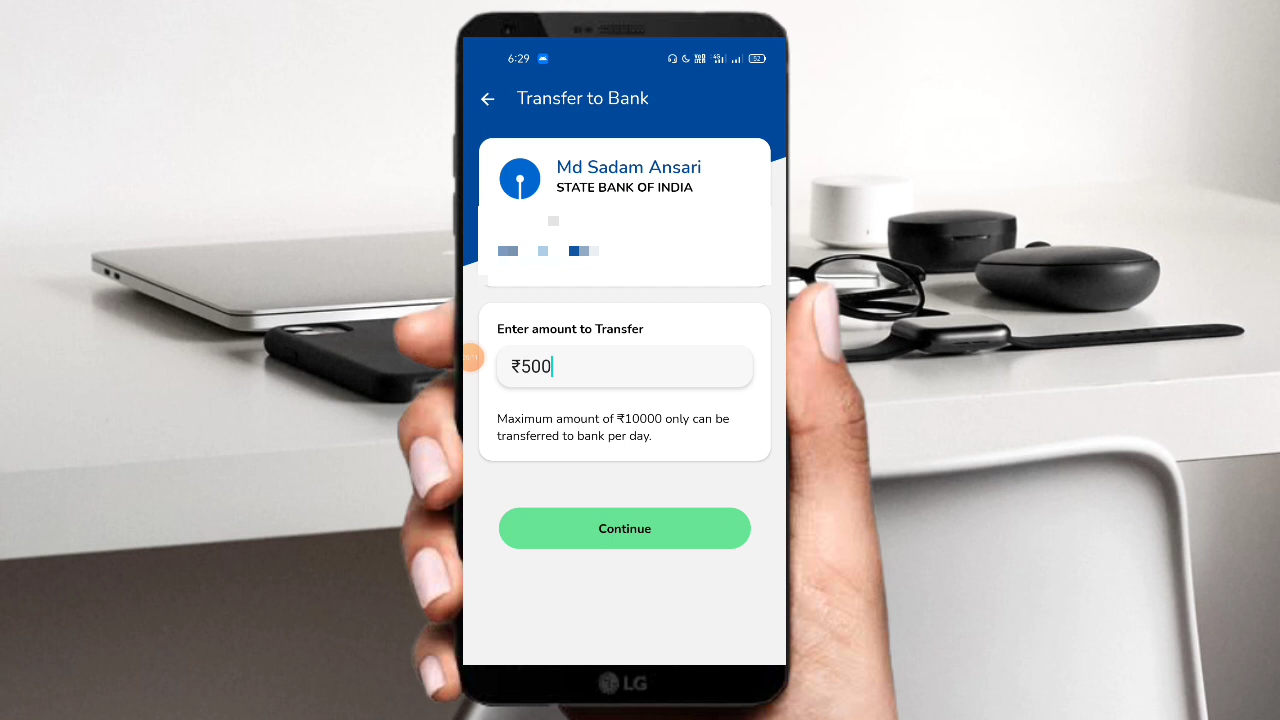 6:29
52
Transfer to Bank
Md Sadam Ansari
STATE BANK OF INDIA
Enter amount to Transfer
₹500
Maximum amount of ₹10000 only can be
transferred to bank per day.
Continue
LG